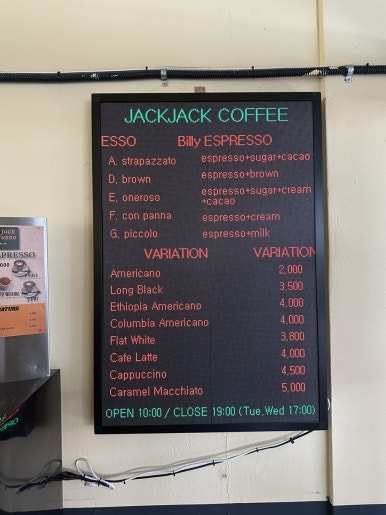 JACKJACK COFFEE
ESSO Billy ESPRESSO
A. strapazzato espresso+sugar+cacao
D. brown espresso+brown
E. oneroso espresso+sugar+cream
+cacao
F. con panna espresso+cream
G. piccolo espresso+milk
VARIATION VARIATION
Americano 2,000
Long Black 3,500
Ethiopia Americano 4,000
Columbia Americano 4,000
Flat White 3,800
Cafe Latte 4,000
Cappuccino 4,500
Caramel Macchiato 5,000
OPEN 10:00 / CLOSE 19:00 (Tue,Wed 17:00)
jack
resso
SPRESSO